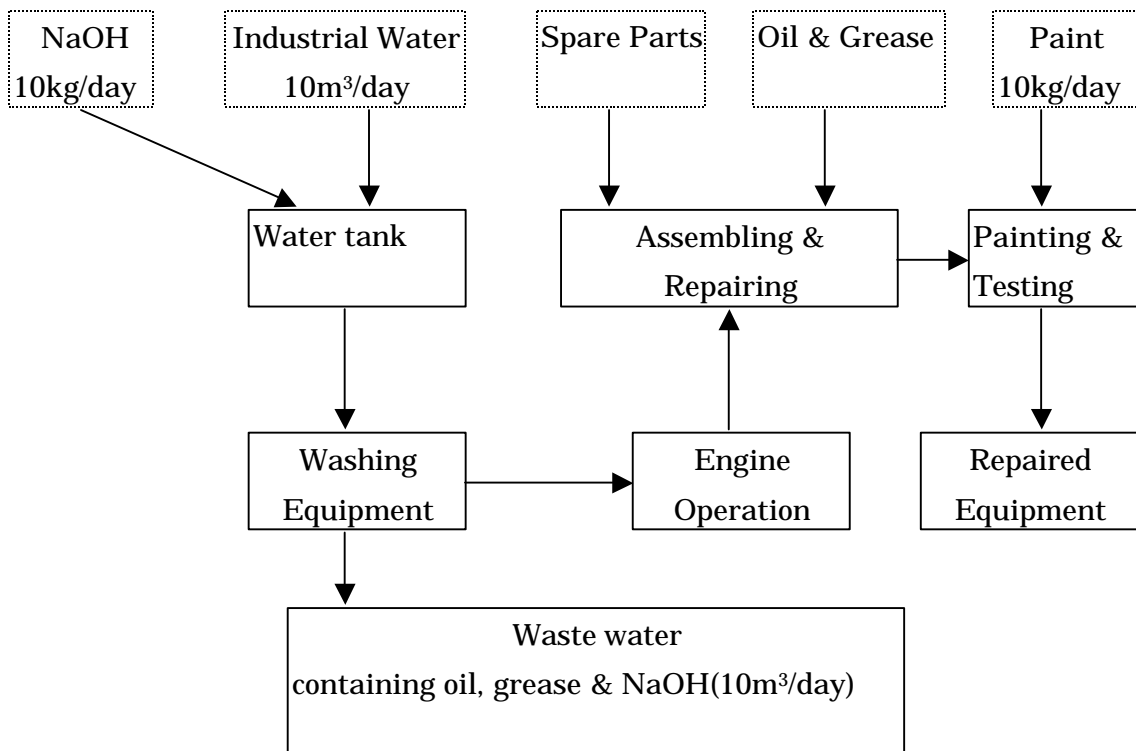 NaOH
10kg/day
Industrial Water
10m³/day
Spare Parts
Oil & Grease
Paint
10kg/day
Water tank
Assembling &
Repairing
Painting &
Testing
Washing
Equipment
Engine
Operation
Repaired
Equipment
Waste water
containing oil, grease & NaOH(10m³/day)